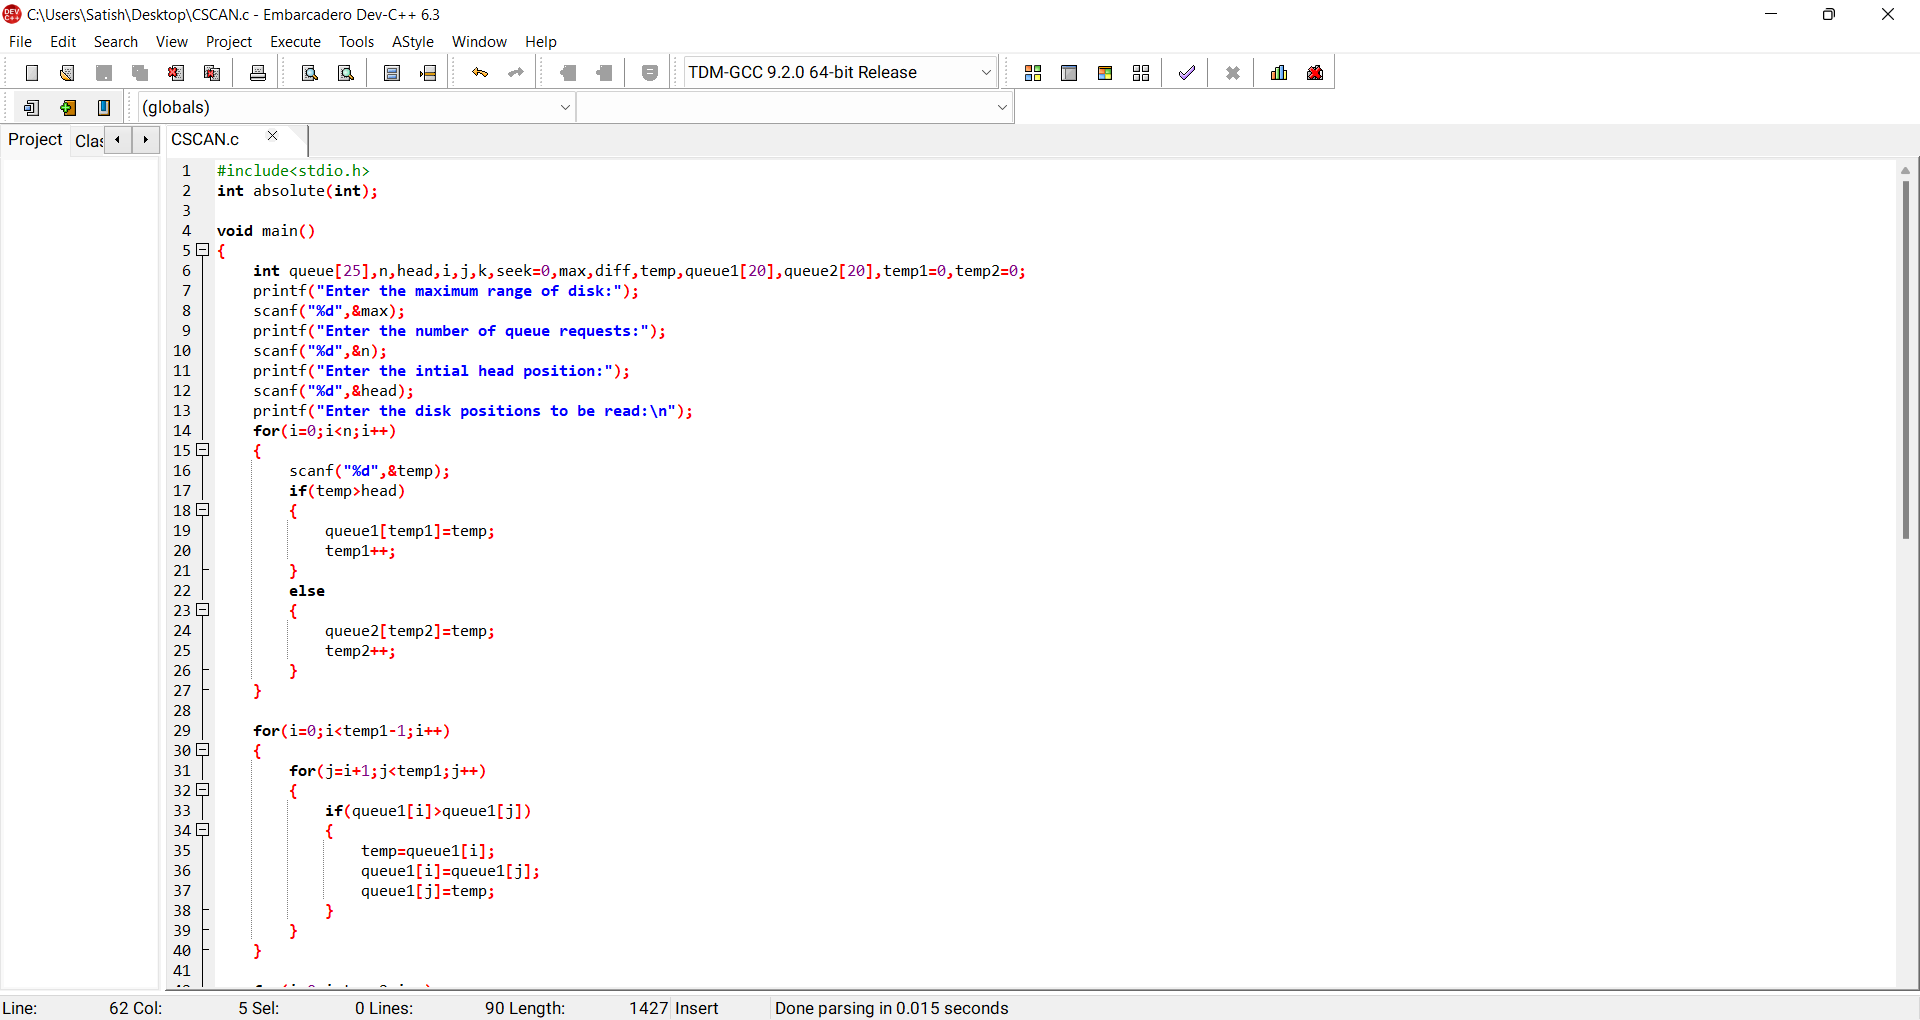 C:\Users\Satish\Desktop\CSCAN.c - Embarcadero Dev-C++ 6.3
File Edit Search View Project Execute Tools AStyle Window Help
TDM-GCC 9.2.0 64-bit Release
(globals)
Project Clas CSCAN.c
1 #include<stdio.h>
2 int absolute(int);
3
4 void main()
5 {
6 int queue[25],n,head,i,j,k,seek=0,max,diff,temp,queue1[20],queue2[20],temp1=0,temp2=0;
7 printf("Enter the maximum range of disk:");
8 scanf("%d",&max);
9 printf("Enter the number of queue requests:");
10 scanf("%d",&n);
11 printf("Enter the intial head position:");
12 scanf("%d",&head);
13 printf("Enter the disk positions to be read:\n");
14 for(i=0;i<n;i++)
15 {
16 scanf("%d",&temp);
17 if(temp>head)
18 {
19 queue1[temp1]=temp;
20 temp1++;
21 }
22 else
23 {
24 queue2[temp2]=temp;
25 temp2++;
26 }
27 }
28
29 for(i=0;i<temp1-1;i++)
30 {
31 for(j=i+1;j<temp1;j++)
32 {
33 if(queue1[i]>queue1[j])
34 {
35 temp=queue1[i];
36 queue1[i]=queue1[j];
37 queue1[j]=temp;
38 }
39 }
40 }
41
Line: 62 Col: 5 Sel: 0 Lines: 90 Length: 1427 Insert Done parsing in 0.015 seconds